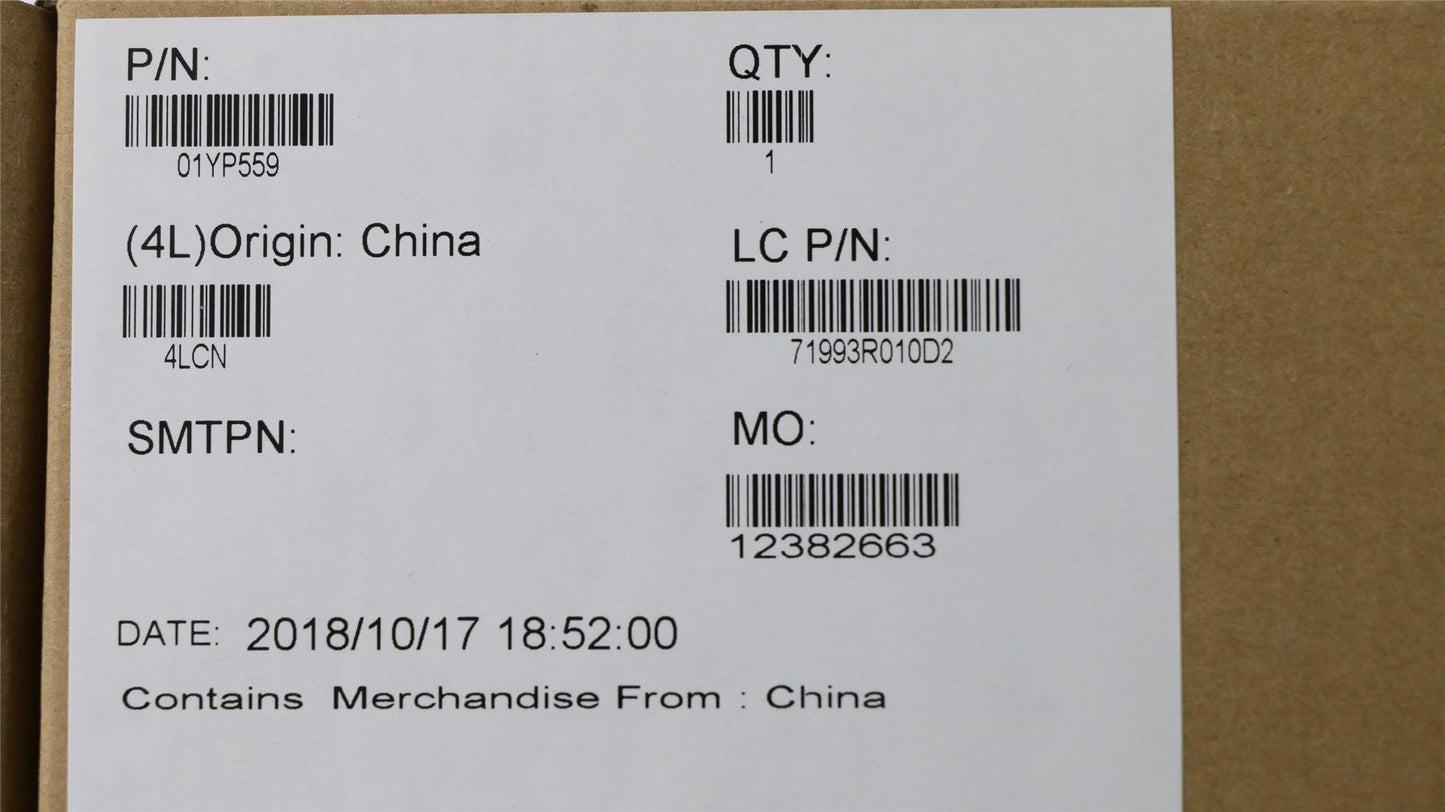 P/N:
01YP559
QTY:
1
(4L)Origin: China
4LCN
LC P/N:
71993R010D2
SMTPN:
MO:
12382663
DATE: 2018/10/17 18:52:00
Contains Merchandise From : China